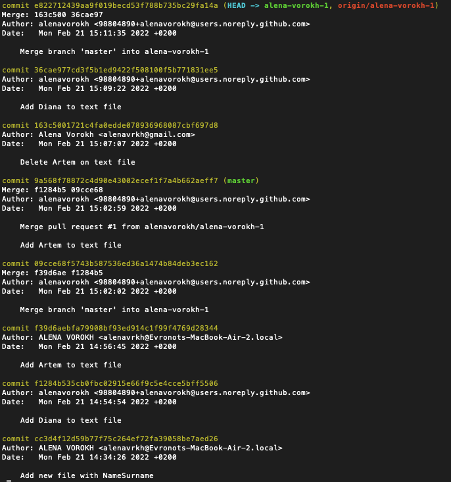 commit e822712439aa9f019becd53f788b735bc29fa14a (HEAD -> alena-vorokh-1, origin/alena-vorokh-1)
Merge: 163c500 36cae97
Author: alenavorokh <98804890+alenavorokh@users.noreply.github.com>
Date:   Mon Feb 21 15:11:35 2022 +0200
Merge branch 'master' into alena-vorokh-1
commit 36cae977cd3f5b1ed9422f508100f5b771831ee5
Author: alenavorokh <98804890+alenavorokh@users.noreply.github.com>
Date:   Mon Feb 21 15:09:22 2022 +0200
Add Diana to text file
commit 163c5001721c4fa0edde078936968087cbf697d8
Author: Alena Vorokh <alenavrkh@gmail.com>
Date:   Mon Feb 21 15:07:07 2022 +0200
Delete Artem on text file
commit 9a568f78872c4d90e43002ecef1f7a4b662aeff7 (master)
Merge: f1284b5 09cce68
Author: alenavorokh <98804890+alenavorokh@users.noreply.github.com>
Date:   Mon Feb 21 15:02:59 2022 +0200
Merge pull request #1 from alenavorokh/alena-vorokh-1
Add Artem to text file
commit 09cce68f5743b587536ed36a1474b84deb3ec162
Merge: f39d6ae f1284b5
Author: alenavorokh <98804890+alenavorokh@users.noreply.github.com>
Date:   Mon Feb 21 15:02:02 2022 +0200
Merge branch 'master' into alena-vorokh-1
commit f39d6aebfa79908bf93ed914c1f99f4769d28344
Author: ALENA VOROKH <alenavrkh@Evronots-MacBook-Air-2.local>
Date:   Mon Feb 21 14:56:45 2022 +0200
Add Artem to text file
commit f1284b535cb0fbc02915e66f9c5e4cce5bff5506
Author: alenavorokh <98804890+alenavorokh@users.noreply.github.com>
Date:   Mon Feb 21 14:54:54 2022 +0200
Add Diana to text file
commit cc3d4f12d59b77f75c264ef72fa39058be7aed26
Author: ALENA VOROKH <alenavrkh@Evronots-MacBook-Air-2.local>
Date:   Mon Feb 21 14:34:26 2022 +0200
Add new file with NameSurname